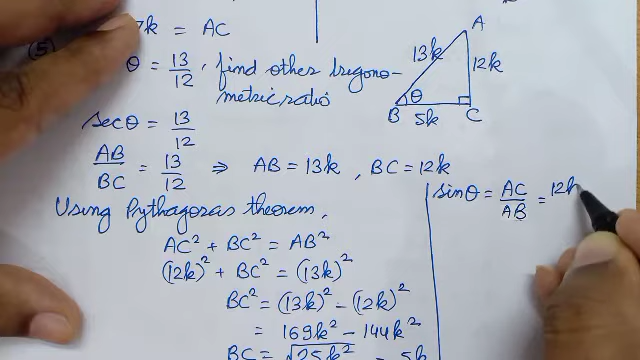 k = AC
(5)
θ = 13/12, find other trigono-
metric ratio
A
13k
12k
θ
B 5k C
secθ = 13/12
AB/BC = 13/12 ⇒ AB = 13k, BC = 12k
Using Pythagoras theorem,
AC² + BC² = AB²
(12k)² + BC² = (13k)²
BC² = (13k)² - (12k)²
= 169k² - 144k²
BC = √25k² = 5k
sinθ = AC/AB = 12k